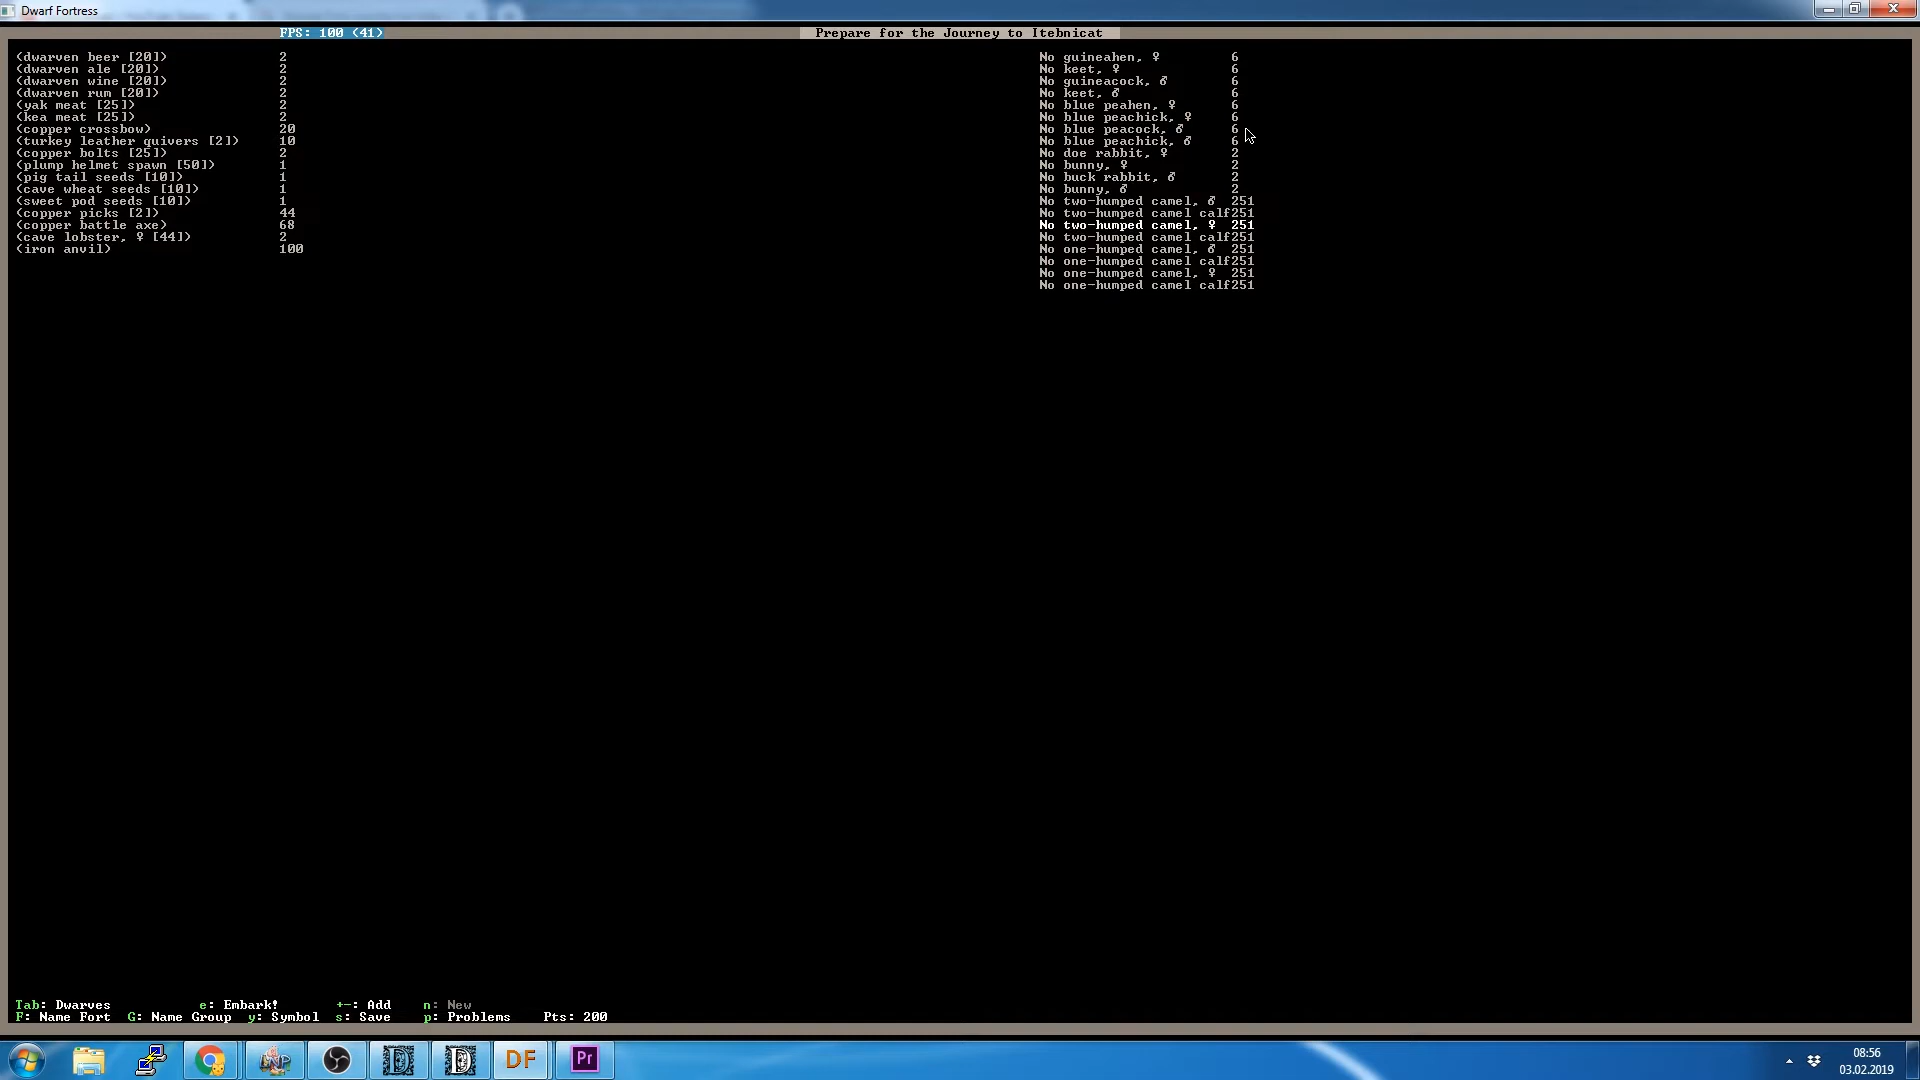 Dwarf Fortress
FPS: 100 (41)
Prepare for the Journey to Itebnicat
(dwarven beer [20]) 2
(dwarven ale [20]) 2
(dwarven wine [20]) 2
(dwarven rum [20]) 2
(yak meat [25]) 2
(kea meat [25]) 2
(copper crossbow) 20
(turkey leather quivers [2]) 10
(copper bolts [25]) 2
(plump helmet spawn [50]) 1
(pig tail seeds [10]) 1
(cave wheat seeds [10]) 1
(sweet pod seeds [10]) 1
(copper picks [2]) 44
(copper battle axe) 68
(cave lobster, ♀ [44]) 2
(iron anvil) 100
No guineahen, ♀ 6
No keet, ♀ 6
No guineacock, ♂ 6
No keet, ♂ 6
No blue peahen, ♀ 6
No blue peachick, ♀ 6
No blue peacock, ♂ 6
No blue peachick, ♂ 6
No doe rabbit, ♀ 2
No bunny, ♀ 2
No buck rabbit, ♂ 2
No bunny, ♂ 2
No two-humped camel, ♂ 251
No two-humped camel calf251
No two-humped camel, ♀ 251
No two-humped camel calf251
No one-humped camel, ♂ 251
No one-humped camel calf251
No one-humped camel, ♀ 251
No one-humped camel calf251
Tab: Dwarves e: Embark! +-: Add n: New
F: Name Fort G: Name Group y: Symbol s: Save p: Problems Pts: 200
D D DF Pr
08:56
03.02.2019